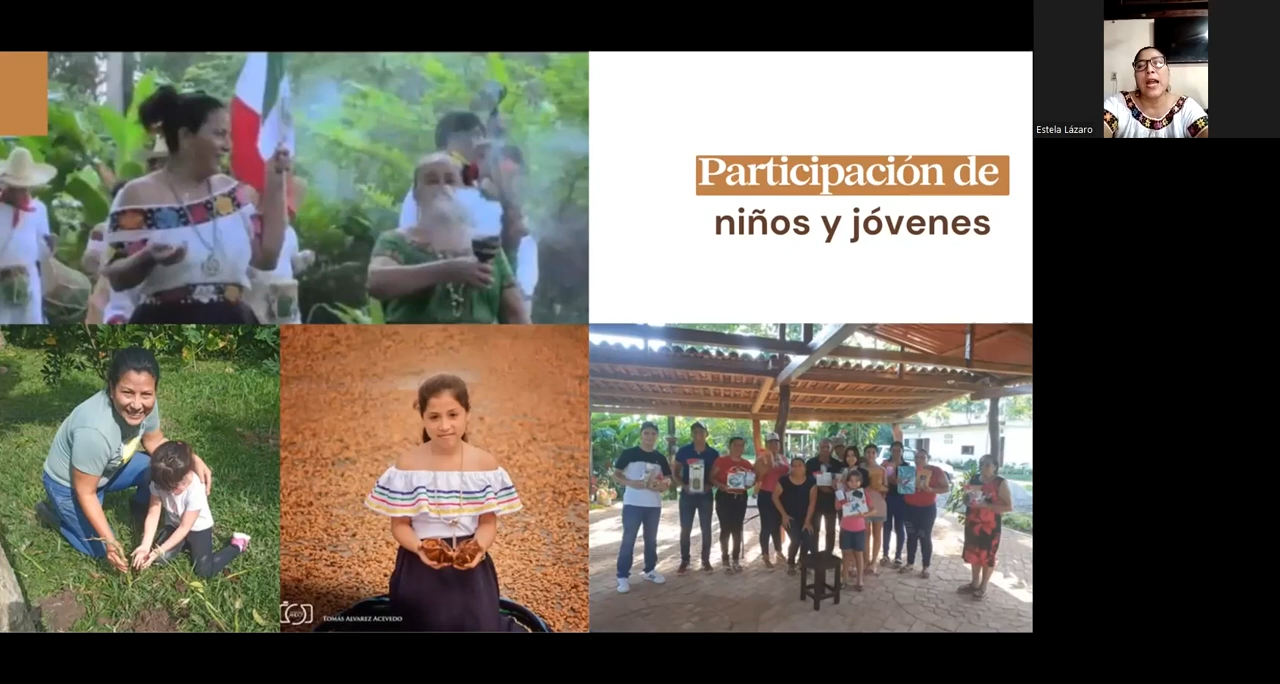 Participación de
niños y jóvenes
Estela Lázaro
TOMÁS ALVAREZ ACEVEDO